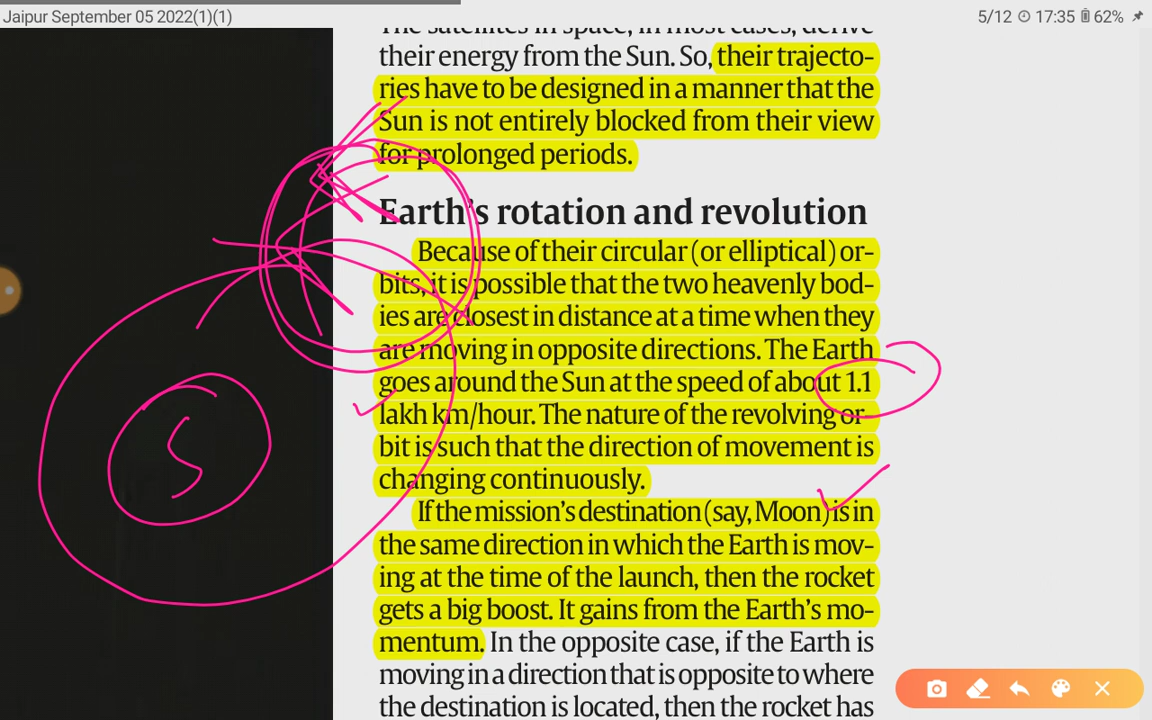 Jaipur September 05 2022(1)(1)
5/12 17:35 62%
The satellites in space, in most cases, derive
their energy from the Sun. So, their trajecto-
ries have to be designed in a manner that the
Sun is not entirely blocked from their view
for prolonged periods.
Earth's rotation and revolution
Because of their circular (or elliptical) or-
bits, it is possible that the two heavenly bod-
ies are closest in distance at a time when they
are moving in opposite directions. The Earth
goes around the Sun at the speed of about 1.1
lakh km/hour. The nature of the revolving or-
bit is such that the direction of movement is
changing continuously.
If the mission's destination (say, Moon) is in
the same direction in which the Earth is mov-
ing at the time of the launch, then the rocket
gets a big boost. It gains from the Earth's mo-
mentum. In the opposite case, if the Earth is
moving in a direction that is opposite to where
the destination is located, then the rocket has
S